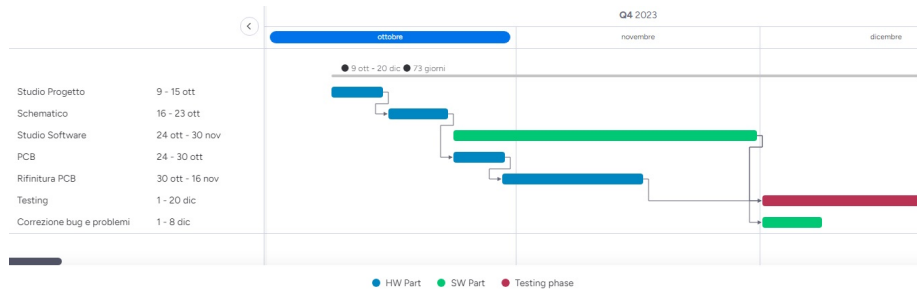 Q4 2023
ottobre novembre dicembre
9 ott - 20 dic 73 giorni
Studio Progetto 9 - 15 ott
Schematico 16 - 23 ott
Studio Software 24 ott - 30 nov
PCB 24 - 30 ott
Rifinitura PCB 30 ott - 16 nov
Testing 1 - 20 dic
Correzione bug e problemi 1 - 8 dic
HW Part SW Part Testing phase